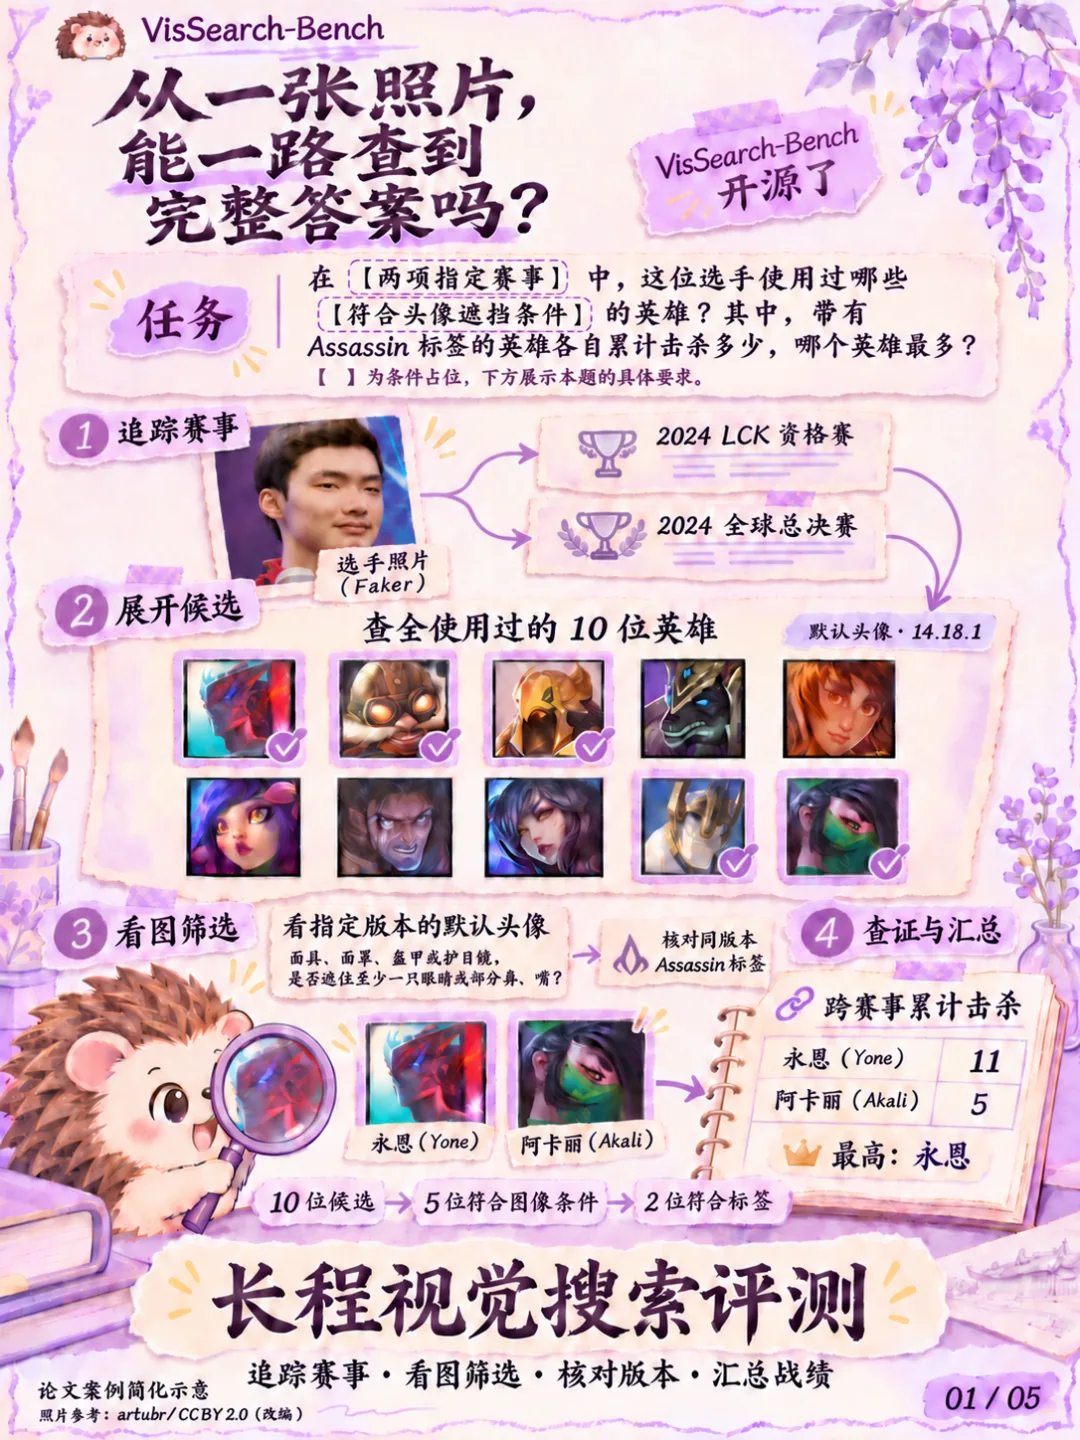 VisSearch-Bench
从一张照片，
能一路查到
完整答案吗？
VisSearch-Bench
开源了
任务
在【两项指定赛事】中，这位选手使用过哪些
【符合头像遮挡条件】的英雄？其中，带有
Assassin 标签的英雄各自累计击杀多少，哪个英雄最多？
【 】为条件占位，下方展示本题的具体要求。
1 追踪赛事
选手照片
（Faker）
2024 LCK 资格赛
2024 全球总决赛
2 展开候选
查全使用过的 10 位英雄
默认头像·14.18.1
3 看图筛选
看指定版本的默认头像
面具、面罩、盔甲或护目镜，
是否遮住至少一只眼睛或部分鼻、嘴？
核对同版本
Assassin 标签
4 查证与汇总
跨赛事累计击杀
永恩（Yone） 11
阿卡丽（Akali） 5
最高：永恩
永恩（Yone）
阿卡丽（Akali）
10 位候选
5 位符合图像条件
2 位符合标签
长程视觉搜索评测
追踪赛事·看图筛选·核对版本·汇总战绩
论文案例简化示意
照片参考：artubr/CC BY 2.0（改编）
01 / 05